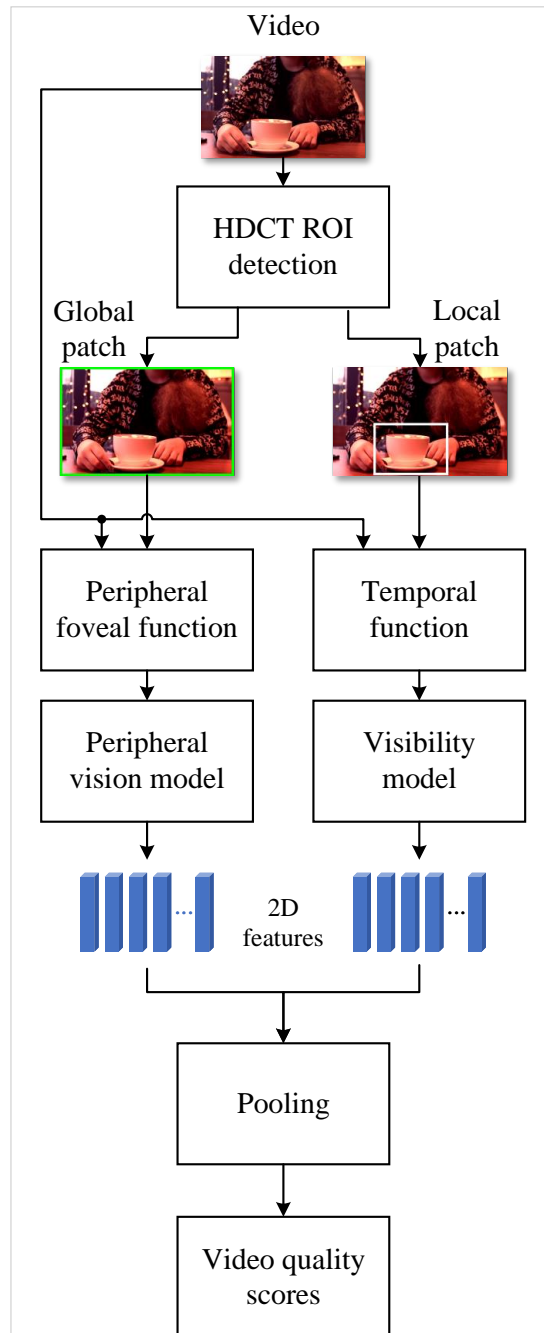 Video
HDCT ROI
detection
Global
patch
Local
patch
Peripheral
foveal function
Temporal
function
Peripheral
vision model
Visibility
model
...
2D
features
...
Pooling
Video quality
scores